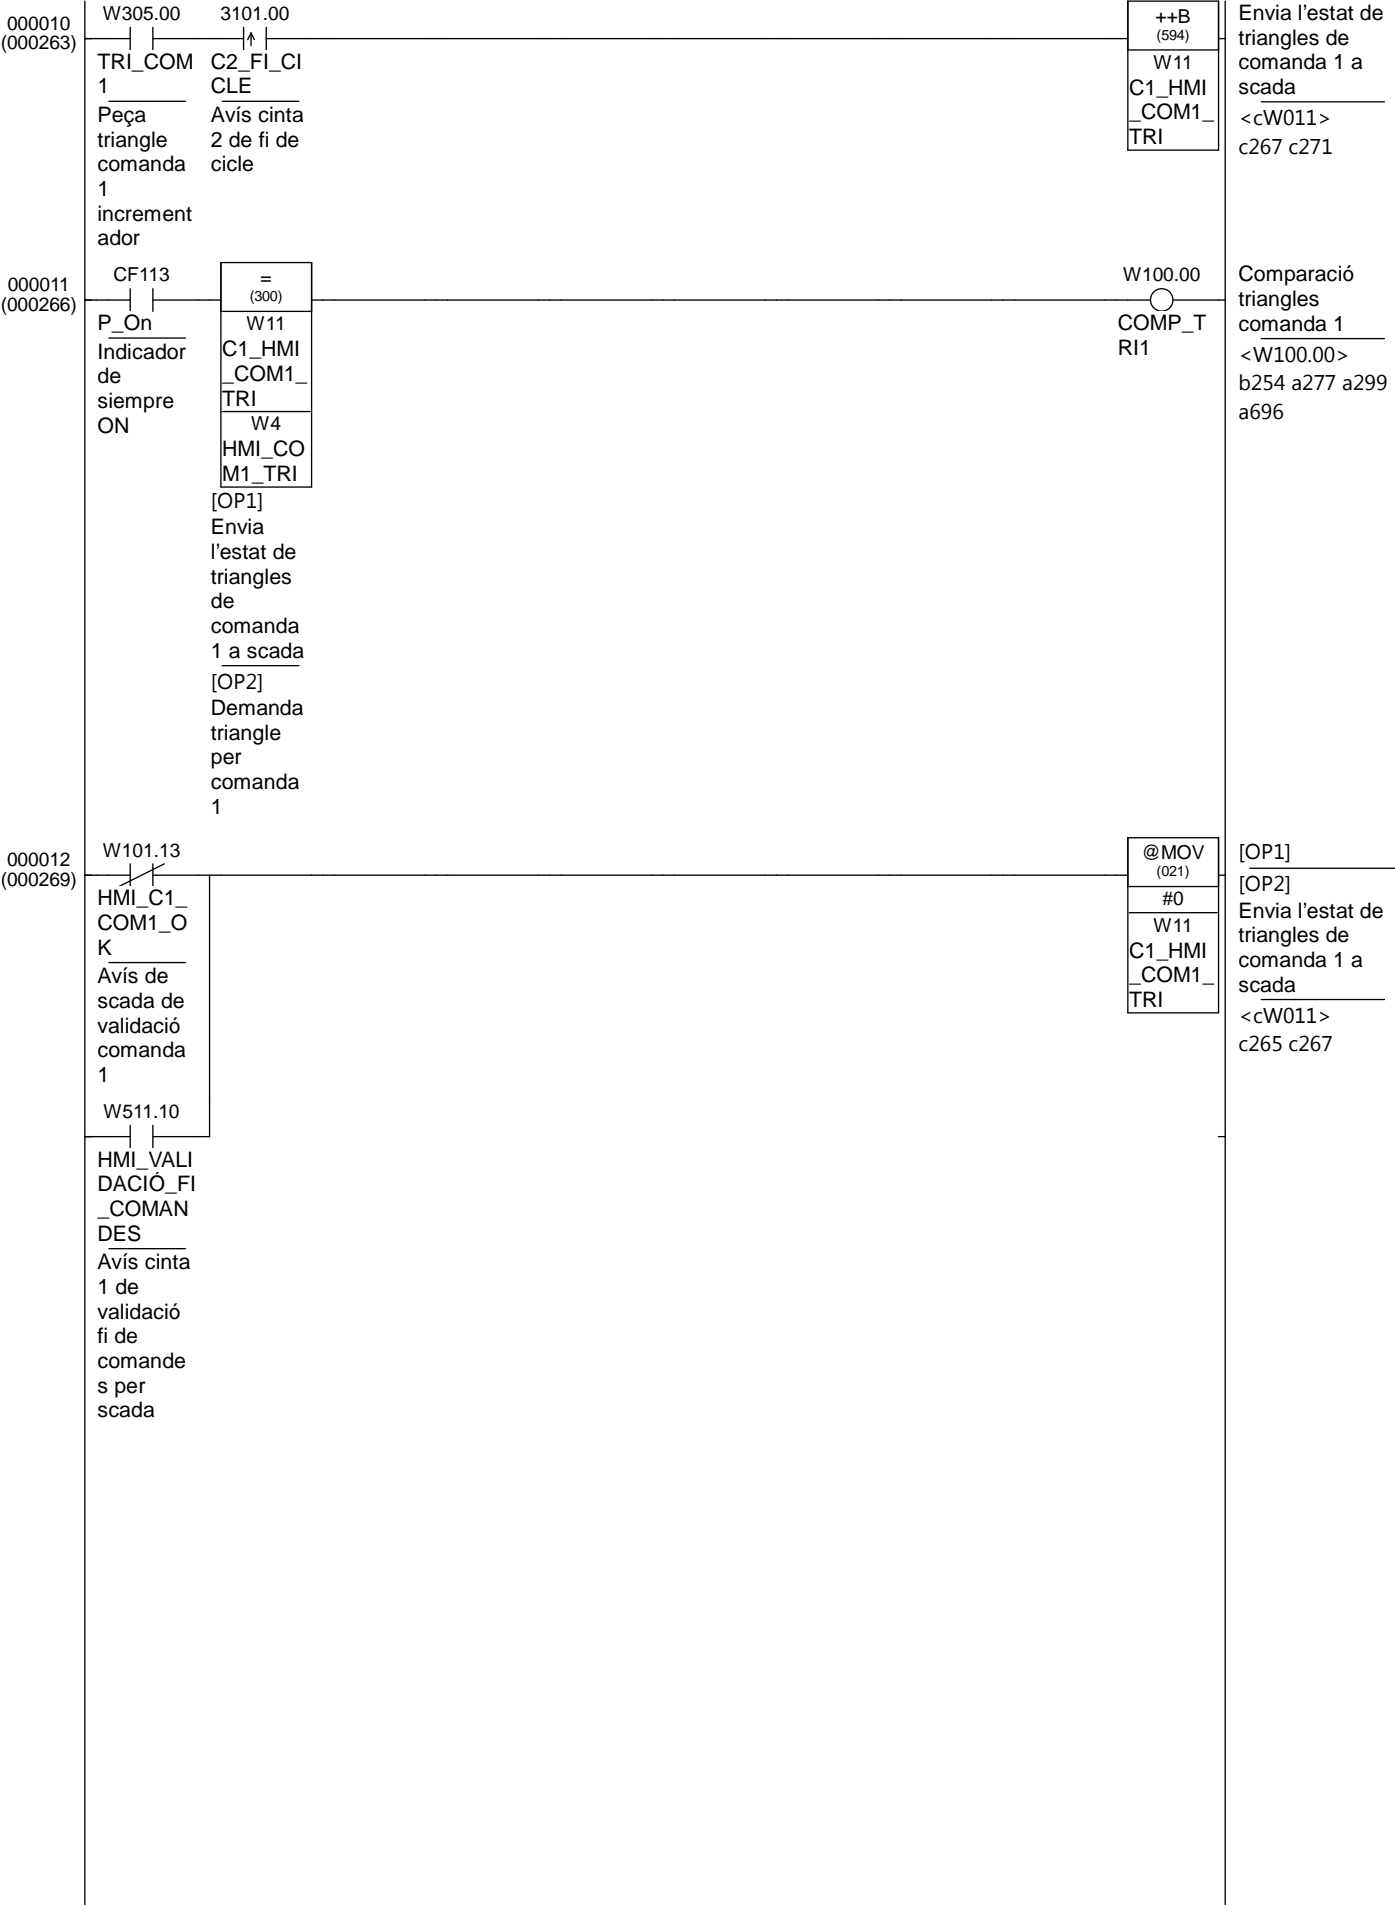 000010
(000263)
W305.00
TRI_COM
1
Peça
triangle
comanda
1
increment
ador
3101.00
C2_FI_CI
CLE
Avís cinta
2 de fi de
cicle
++B
(594)
W11
C1_HMI
_COM1_
TRI
Envia l'estat de
triangles de
comanda 1 a
scada
<cW011>
c267 c271
000011
(000266)
CF113
P_On
Indicador
de
siempre
ON
=
(300)
W11
C1_HMI
_COM1_
TRI
W4
HMI_CO
M1_TRI
[OP1]
Envia
l'estat de
triangles
de
comanda
1 a scada
[OP2]
Demanda
triangle
per
comanda
1
W100.00
COMP_T
RI1
Comparació
triangles
comanda 1
<W100.00>
b254 a277 a299
a696
000012
(000269)
W101.13
HMI_C1_
COM1_O
K
Avís de
scada de
validació
comanda
1
W511.10
HMI_VALI
DACIÓ_FI
_COMAN
DES
Avís cinta
1 de
validació
fi de
comande
s per
scada
@MOV
(021)
#0
W11
C1_HMI
_COM1_
TRI
[OP1]
[OP2]
Envia l'estat de
triangles de
comanda 1 a
scada
<cW011>
c265 c267